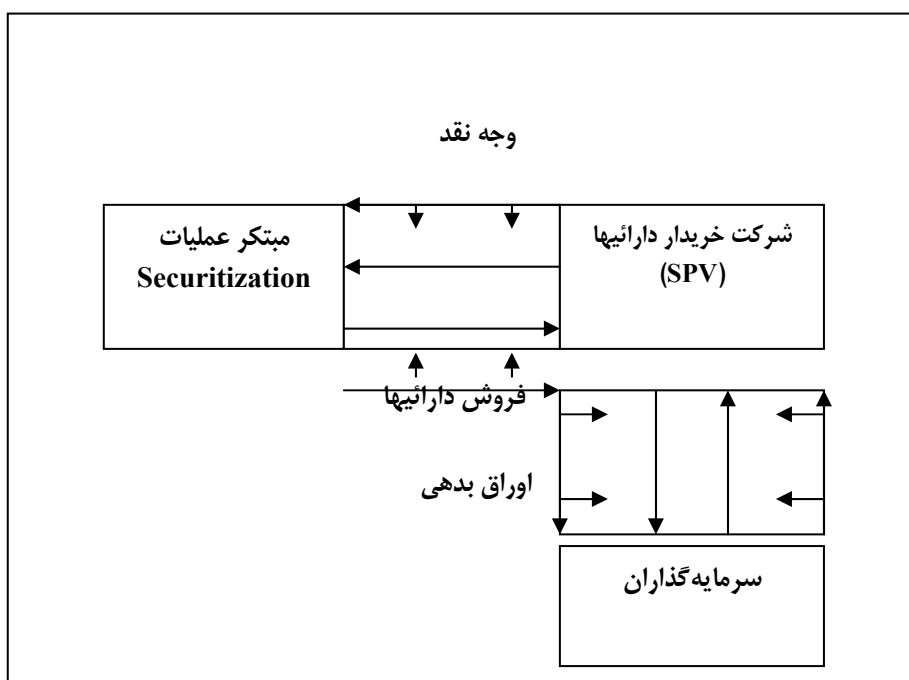 وجه نقد
شرکت خریدار دارائیها
(SPV)
مبتکر عملیات
Securitization
فروش دارائیها
اوراق بدهی
سرمایه‌گذاران